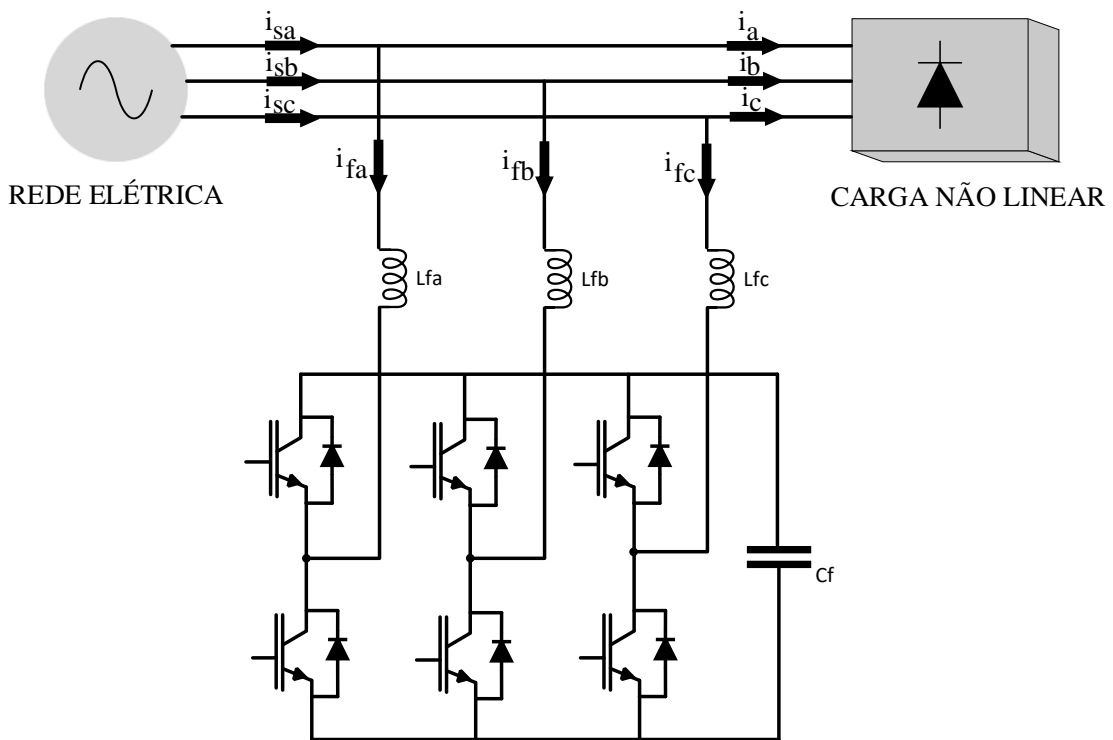 isa
isb
isc
ia
ib
ic
ifa
ifb
ifc
REDE ELÉTRICA
CARGA NÃO LINEAR
Lfa
Lfb
Lfc
Cf